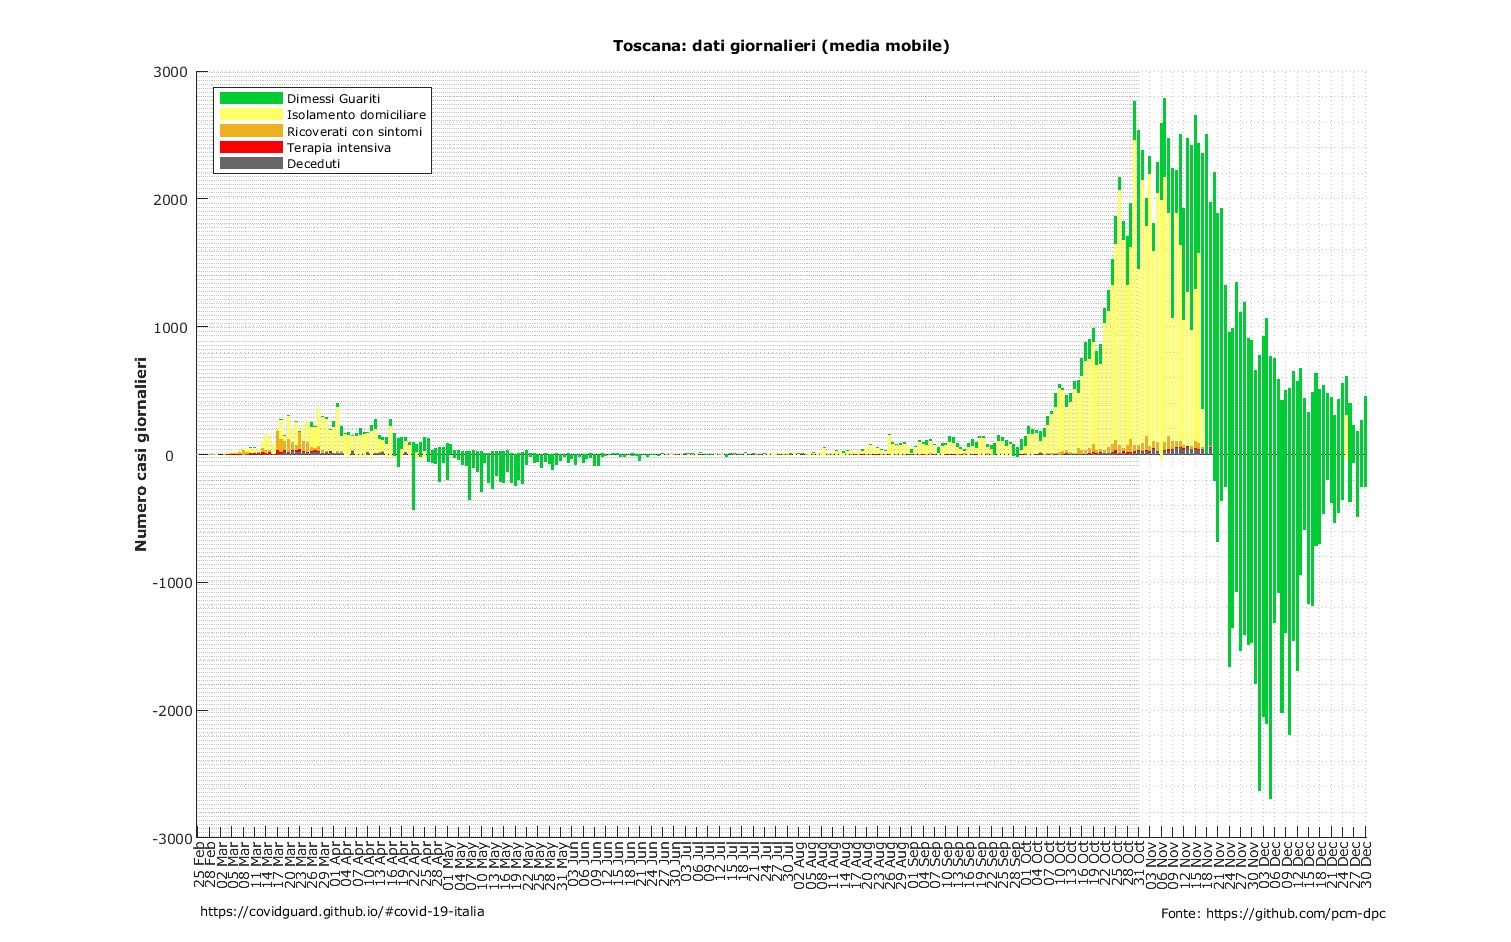 Toscana: dati giornalieri (media mobile)
3000
2000
1000
0
-1000
-2000
-3000
Numero casi giornalieri
Dimessi Guariti
Isolamento domiciliare
Ricoverati con sintomi
Terapia intensiva
Deceduti
25 Feb
28 Feb
02 Mar
05 Mar
08 Mar
11 Mar
14 Mar
17 Mar
20 Mar
23 Mar
26 Mar
29 Mar
01 Apr
04 Apr
07 Apr
10 Apr
13 Apr
16 Apr
19 Apr
22 Apr
25 Apr
28 Apr
01 May
04 May
07 May
10 May
13 May
16 May
19 May
22 May
25 May
28 May
31 May
03 Jun
06 Jun
09 Jun
12 Jun
15 Jun
18 Jun
21 Jun
24 Jun
27 Jun
30 Jun
03 Jul
06 Jul
09 Jul
12 Jul
15 Jul
18 Jul
21 Jul
24 Jul
27 Jul
30 Jul
02 Aug
05 Aug
08 Aug
11 Aug
14 Aug
17 Aug
20 Aug
23 Aug
26 Aug
29 Aug
01 Sep
04 Sep
07 Sep
10 Sep
13 Sep
16 Sep
19 Sep
22 Sep
25 Sep
28 Sep
01 Oct
04 Oct
07 Oct
10 Oct
13 Oct
16 Oct
19 Oct
22 Oct
25 Oct
28 Oct
31 Oct
03 Nov
06 Nov
09 Nov
12 Nov
15 Nov
18 Nov
21 Nov
24 Nov
27 Nov
30 Nov
03 Dec
06 Dec
09 Dec
12 Dec
15 Dec
18 Dec
21 Dec
24 Dec
27 Dec
30 Dec
https://covidguard.github.io/#covid-19-italia
Fonte: https://github.com/pcm-dpc